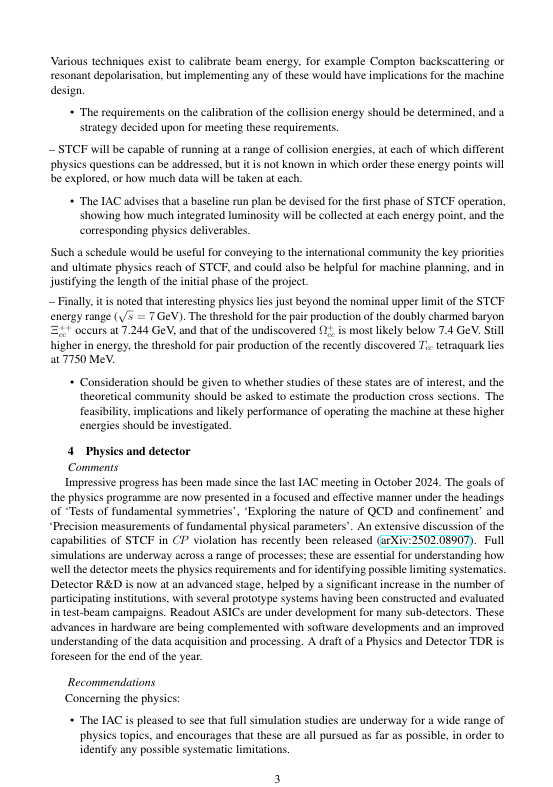 Various techniques exist to calibrate beam energy, for example Compton backscattering or
resonant depolarisation, but implementing any of these would have implications for the machine
design.
• The requirements on the calibration of the collision energy should be determined, and a
strategy decided upon for meeting these requirements.
– STCF will be capable of running at a range of collision energies, at each of which different
physics questions can be addressed, but it is not known in which order these energy points will
be explored, or how much data will be taken at each.
• The IAC advises that a baseline run plan be devised for the first phase of STCF operation,
showing how much integrated luminosity will be collected at each energy point, and the
corresponding physics deliverables.
Such a schedule would be useful for conveying to the international community the key priorities
and ultimate physics reach of STCF, and could also be helpful for machine planning, and in
justifying the length of the initial phase of the project.
– Finally, it is noted that interesting physics lies just beyond the nominal upper limit of the STCF
energy range (√s = 7 GeV). The threshold for the pair production of the doubly charmed baryon
Ξcc++ occurs at 7.244 GeV, and that of the undiscovered Ωcc+ is most likely below 7.4 GeV. Still
higher in energy, the threshold for pair production of the recently discovered Tcc tetraquark lies
at 7750 MeV.
• Consideration should be given to whether studies of these states are of interest, and the
theoretical community should be asked to estimate the production cross sections. The
feasibility, implications and likely performance of operating the machine at these higher
energies should be investigated.
4 Physics and detector
Comments
Impressive progress has been made since the last IAC meeting in October 2024. The goals of
the physics programme are now presented in a focused and effective manner under the headings
of ‘Tests of fundamental symmetries’, ‘Exploring the nature of QCD and confinement’ and
‘Precision measurements of fundamental physical parameters’. An extensive discussion of the
capabilities of STCF in CP violation has recently been released (arXiv:2502.08907). Full
simulations are underway across a range of processes; these are essential for understanding how
well the detector meets the physics requirements and for identifying possible limiting systematics.
Detector R&D is now at an advanced stage, helped by a significant increase in the number of
participating institutions, with several prototype systems having been constructed and evaluated
in test-beam campaigns. Readout ASICs are under development for many sub-detectors. These
advances in hardware are being complemented with software developments and an improved
understanding of the data acquisition and processing. A draft of a Physics and Detector TDR is
foreseen for the end of the year.
Recommendations
Concerning the physics:
• The IAC is pleased to see that full simulation studies are underway for a wide range of
physics topics, and encourages that these are all pursued as far as possible, in order to
identify any possible systematic limitations.
3